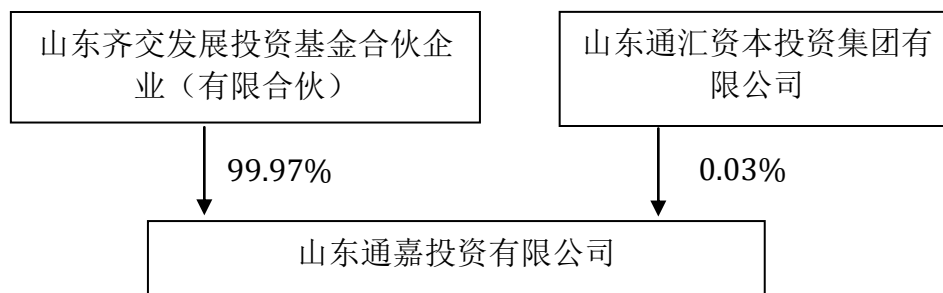 山东齐交发展投资基金合伙企
业（有限合伙）
山东通汇资本投资集团有
限公司
99.97%
0.03%
山东通嘉投资有限公司